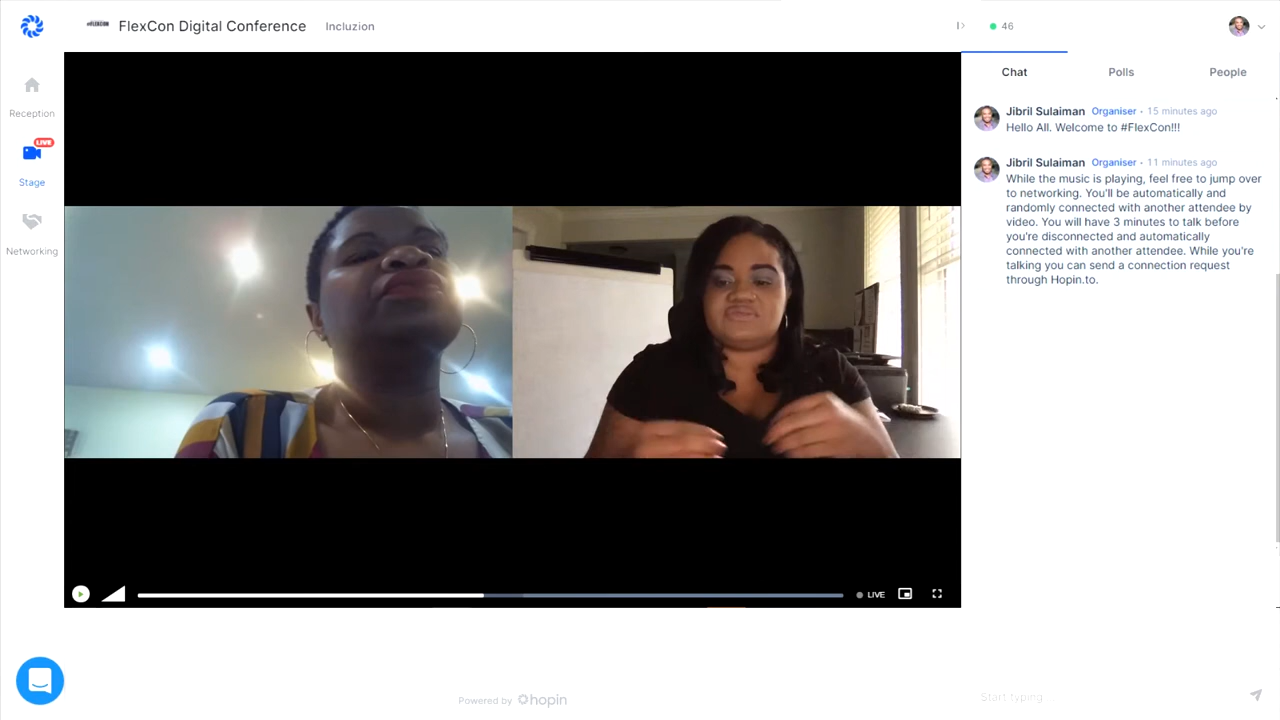 #FLEXCON FlexCon Digital Conference Incluzion
46
Reception
LIVE
Stage
Networking
Chat Polls People
Jibril Sulaiman Organiser • 15 minutes ago
Hello All. Welcome to #FlexCon!!!
Jibril Sulaiman Organiser • 11 minutes ago
While the music is playing, feel free to jump over
to networking. You'll be automatically and
randomly connected with another attendee by
video. You will have 3 minutes to talk before
you're disconnected and automatically
connected with another attendee. While you're
talking you can send a connection request
through Hopin.to.
LIVE
Powered by hopin
Start typing...